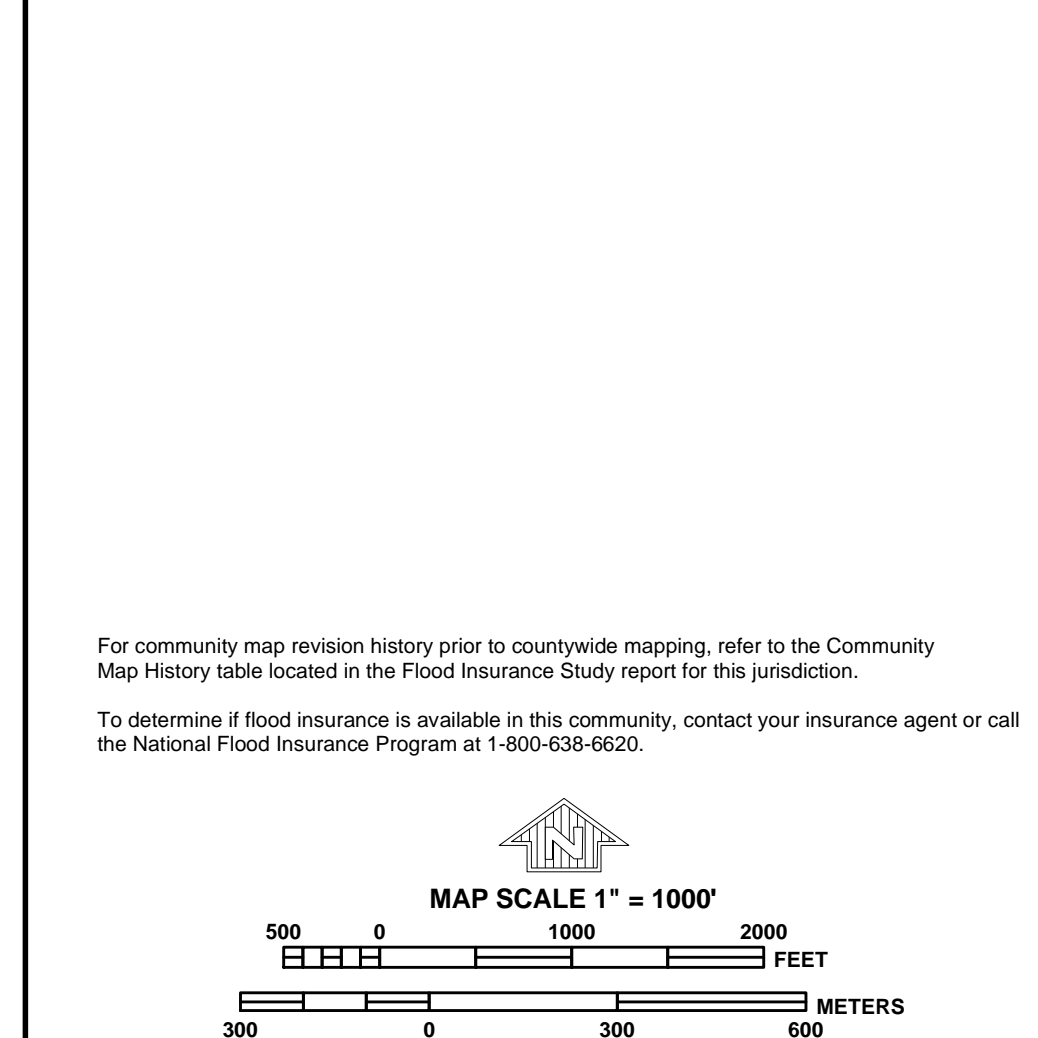 For community map revision history prior to countywide mapping, refer to the Community
Map History table located in the Flood Insurance Study report for this jurisdiction.
To determine if flood insurance is available in this community, contact your insurance agent or call
the National Flood Insurance Program at 1-800-638-6620.
N
MAP SCALE 1" = 1000'
500 0 1000 2000
FEET
METERS
300 0 300 600